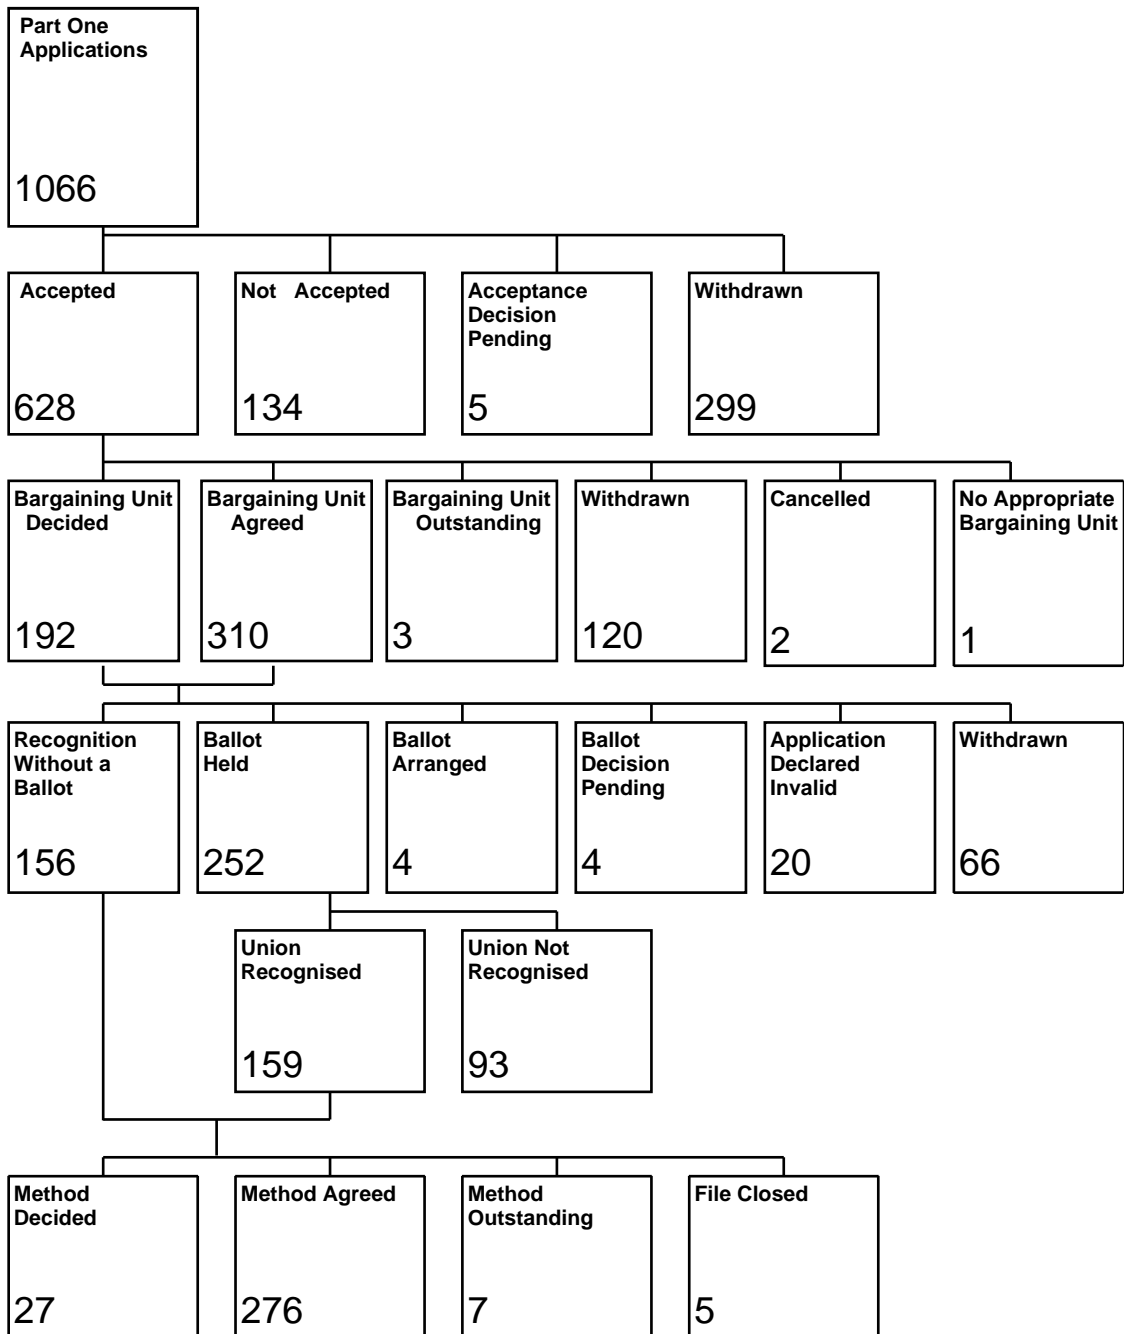 Part One
Applications
1066
Accepted
628
Not Accepted
134
Acceptance
Decision
Pending
5
Withdrawn
299
Bargaining Unit
Decided
192
Bargaining Unit
Agreed
310
Bargaining Unit
Outstanding
3
Withdrawn
120
Cancelled
2
No Appropriate
Bargaining Unit
1
Recognition
Without a
Ballot
156
Ballot
Held
252
Ballot
Arranged
4
Ballot
Decision
Pending
4
Application
Declared
Invalid
20
Withdrawn
66
Union
Recognised
159
Union Not
Recognised
93
Method
Decided
27
Method Agreed
276
Method
Outstanding
7
File Closed
5